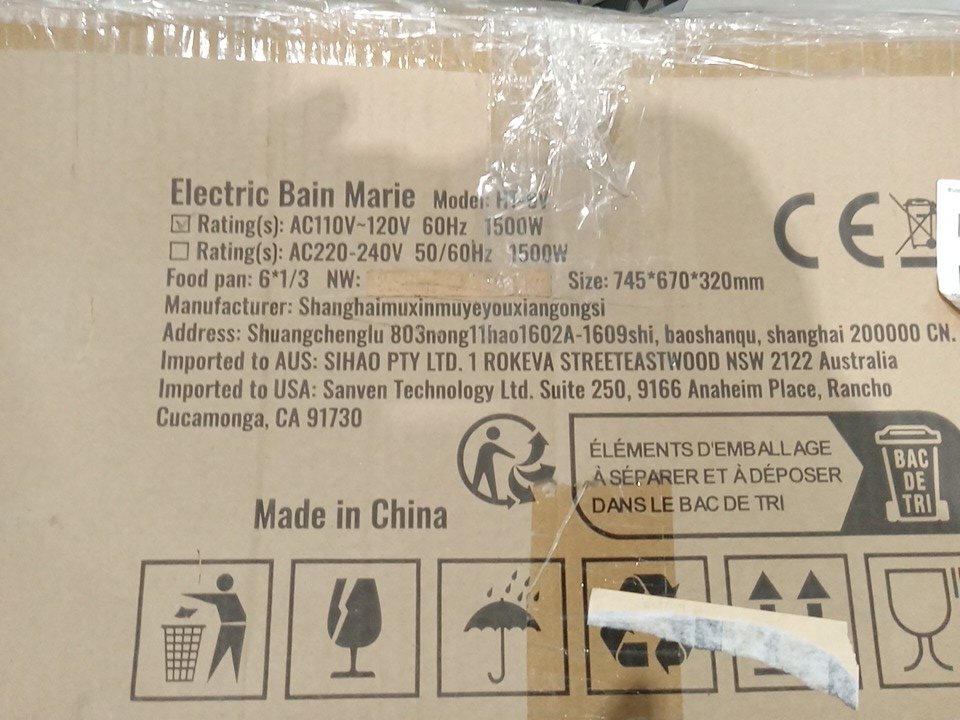 Electric Bain Marie Model:
☑ Rating(s): AC110V~120V 60Hz 1500W
☐ Rating(s): AC220-240V 50/60Hz 1500W
Food pan: 6*1/3 NW: Size: 745*670*320mm
Manufacturer: Shanghaimuxinmuyeyouxiangongsi
Address: Shuangchenglu 803nong11hao1602A-1609shi, baoshanqu, shanghai 200000 CN.
Imported to AUS: SIHAO PTY LTD. 1 ROKEVA STREETEASTWOOD NSW 2122 Australia
Imported to USA: Sanven Technology Ltd. Suite 250, 9166 Anaheim Place, Rancho
Cucamonga, CA 91730
CE
ÉLÉMENTS D'EMBALLAGE
À SÉPARER ET À DÉPOSER
DANS LE BAC DE TRI
BAC
DE
TRI
Made in China